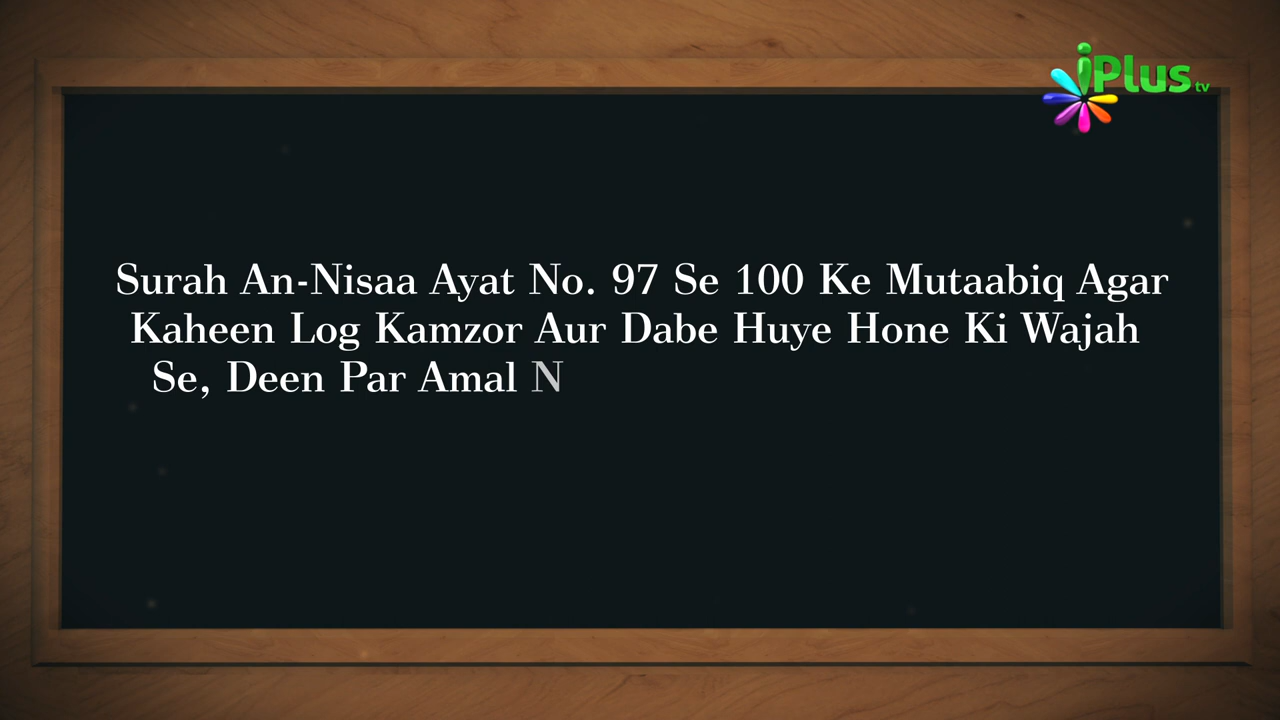 iPlus tv
Surah An-Nisaa Ayat No. 97 Se 100 Ke Mutaabiq Agar
Kaheen Log Kamzor Aur Dabe Huye Hone Ki Wajah
Se, Deen Par Amal N